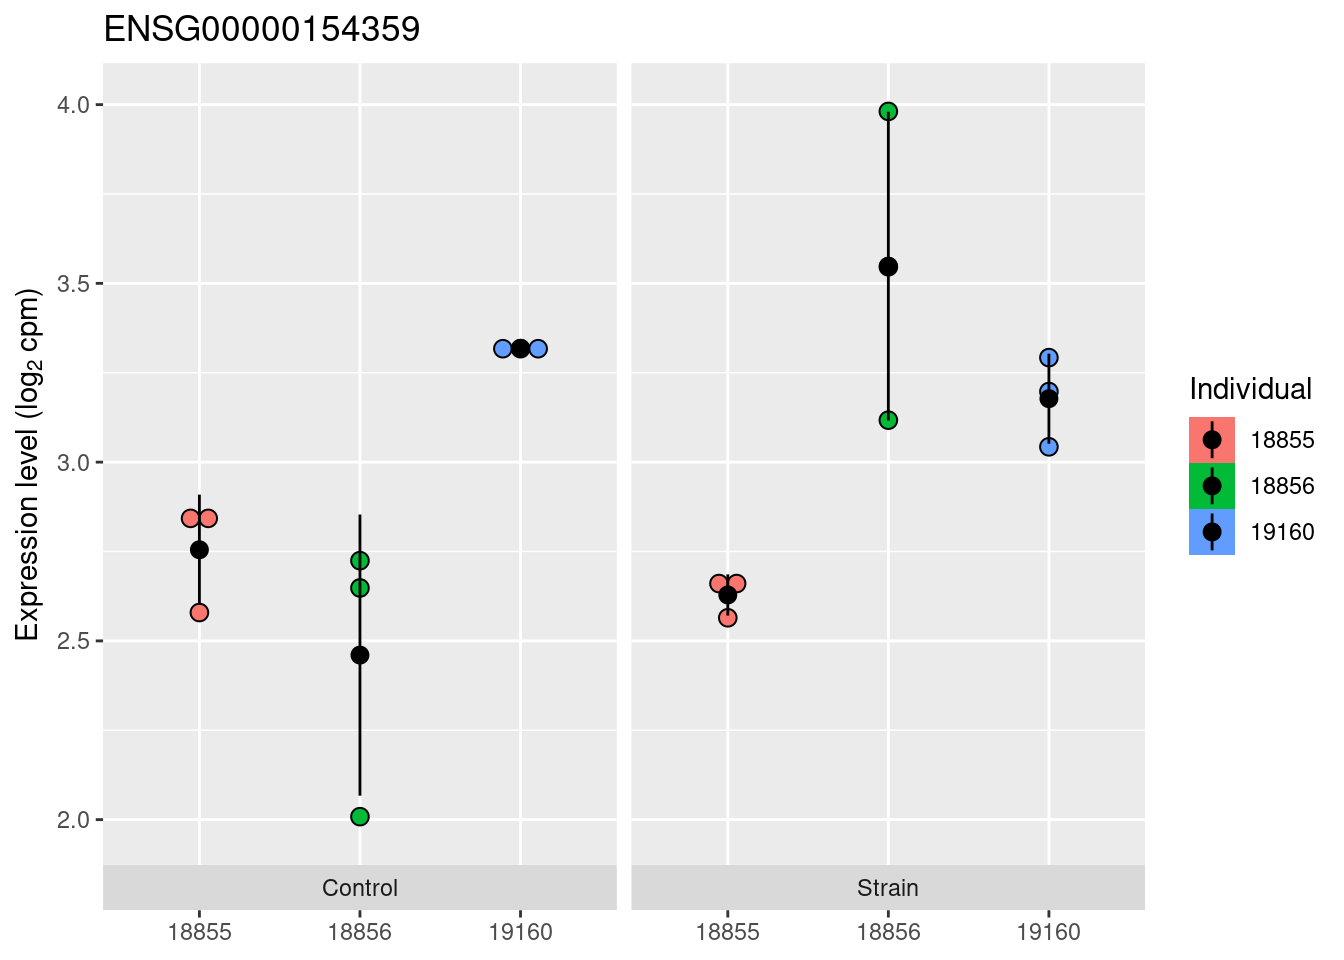 ENSG00000154359
Expression level (log₂ cpm)
4.0
3.5
3.0
2.5
2.0
Control
Strain
18855
18856
19160
18855
18856
19160
Individual
18855
18856
19160